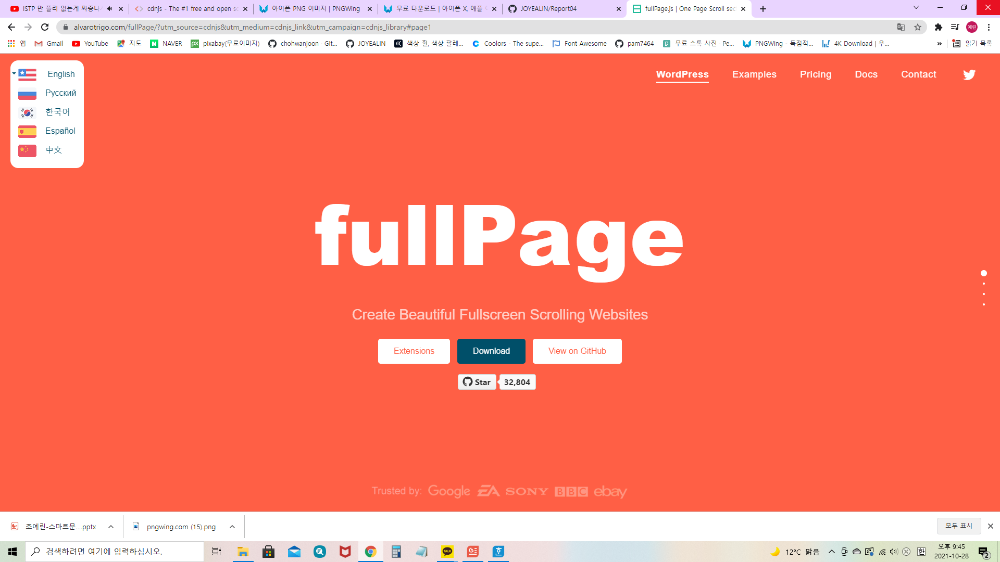 ISTP 만 플리 없는게 짜증나
cdnjs - The #1 free and open s
아이폰 PNG 이미지 | PNGWing
무료 다운로드 | 아이폰 X, 애플
JOYEALIN/Report04
fullPage.js | One Page Scroll sec
alvarotrigo.com/fullPage/?utm_source=cdnjs&utm_medium=cdnjs_link&utm_campaign=cdnjs_library#page1
예린
앱
Gmail
YouTube
지도
NAVER
pixabay(무료이미지)
chohwanjoon · Git...
JOYEALIN
색상 휠, 색상 팔레...
Coolors - The supe...
Font Awesome
pam7464
무료 스톡 사진 · Pe...
PNGWing - 독점적...
4K Download | 우...
»
읽기 목록
English
Русский
한국어
Español
中文
WordPress
Examples
Pricing
Docs
Contact
fullPage
Create Beautiful Fullscreen Scrolling Websites
Extensions
Download
View on GitHub
Star
32,804
Trusted by: Google EA SONY BBC ebay
조예린-스마트문....pptx
pngwing.com (15).png
모두 표시
검색하려면 여기에 입력하십시오.
TALK
12°C 맑음
한
오후 9:45
2021-10-28
2